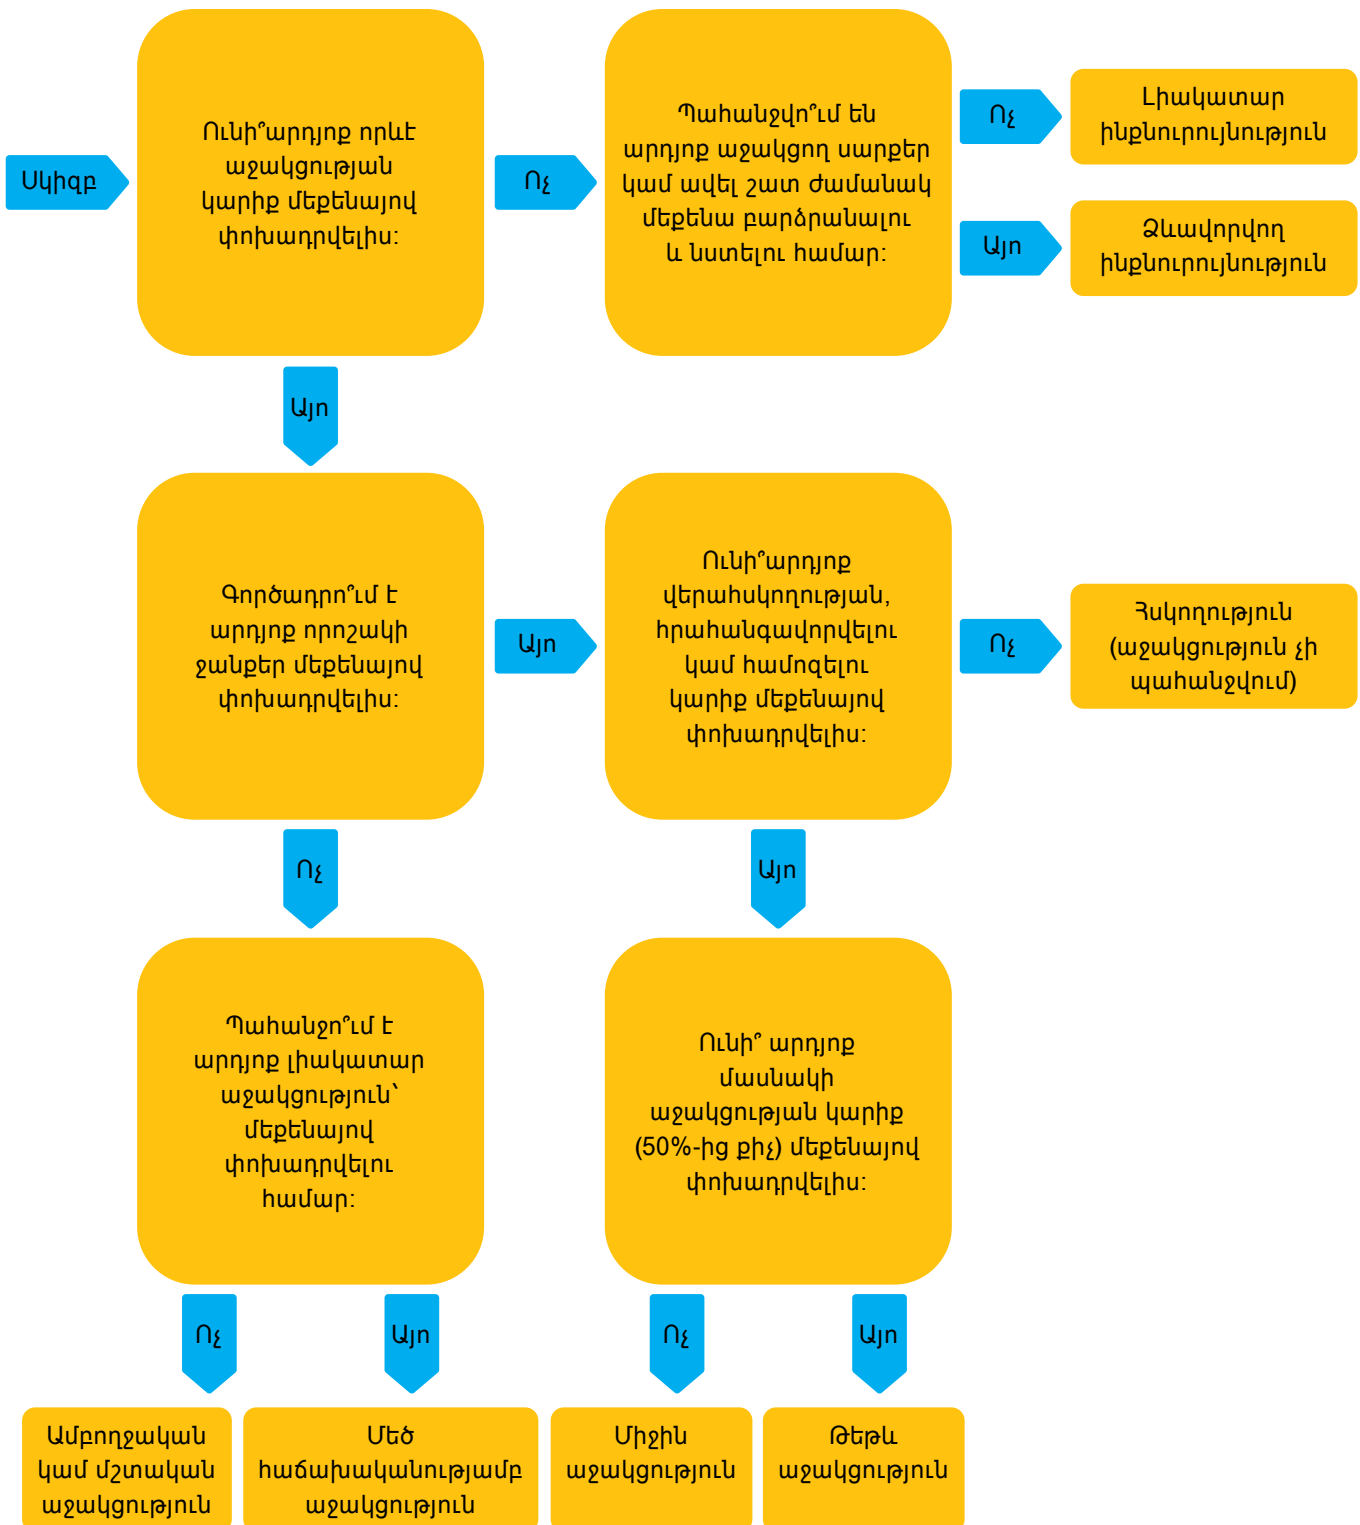 Սկիզբ
Ունի՞արդյոք որևէ
աջակցության
կարիք մեքենայով
փոխադրվելիս։
Ոչ
Պահանջվո՞ւմ են
արդյոք աջակցող սարքեր
կամ ավել շատ ժամանակ
մեքենա բարձրանալու
և նստելու համար։
Ոչ
Լիակատար
ինքնուրույնություն
Այո
Ձևավորվող
ինքնուրույնություն
Այո
Գործադրո՞ւմ է
արդյոք որոշակի
ջանքեր մեքենայով
փոխադրվելիս։
Այո
Ունի՞արդյոք
վերահսկողության,
հրահանգավորվելու
կամ համոզելու
կարիք մեքենայով
փոխադրվելիս։
Ոչ
Հսկողություն
(աջակցություն չի
պահանջվում)
Ոչ
Այո
Պահանջո՞ւմ է
արդյոք լիակատար
աջակցություն՝
մեքենայով
փոխադրվելու
համար։
Ունի՞ արդյոք
մասնակի
աջակցության կարիք
(50%-ից քիչ) մեքենայով
փոխադրվելիս։
Ոչ
Այո
Ոչ
Այո
Ամբողջական
կամ մշտական
աջակցություն
Մեծ
հաճախականությամբ
աջակցություն
Միջին
աջակցություն
Թեթև
աջակցություն